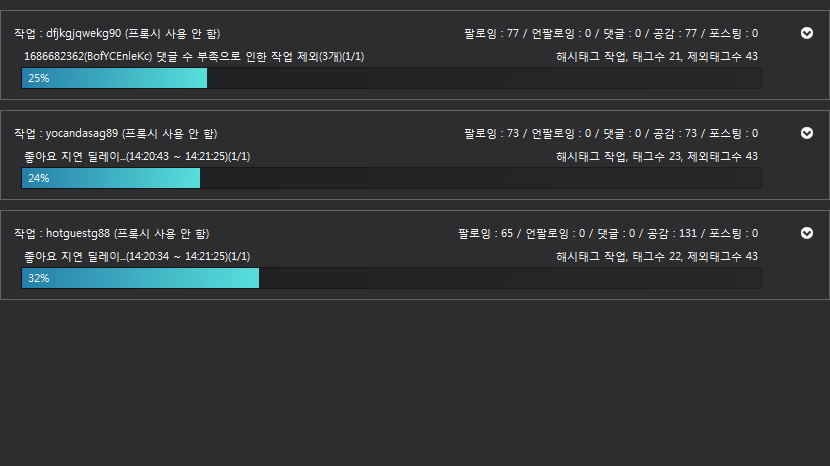 작업 : dfjkgjqwekg90 (프록시 사용 안 함) 팔로잉 : 77 / 언팔로잉 : 0 / 댓글 : 0 / 공감 : 77 / 포스팅 : 0
1686682362(BofYCEnleKc) 댓글 수 부족으로 인한 작업 제외(3개)(1/1) 해시태그 작업, 태그수 21, 제외태그수 43
25%
작업 : yocandasag89 (프록시 사용 안 함) 팔로잉 : 73 / 언팔로잉 : 0 / 댓글 : 0 / 공감 : 73 / 포스팅 : 0
좋아요 지연 딜레이...(14:20:43 ~ 14:21:25)(1/1) 해시태그 작업, 태그수 23, 제외태그수 43
24%
작업 : hotguestg88 (프록시 사용 안 함) 팔로잉 : 65 / 언팔로잉 : 0 / 댓글 : 0 / 공감 : 131 / 포스팅 : 0
좋아요 지연 딜레이...(14:20:34 ~ 14:21:25)(1/1) 해시태그 작업, 태그수 22, 제외태그수 43
32%